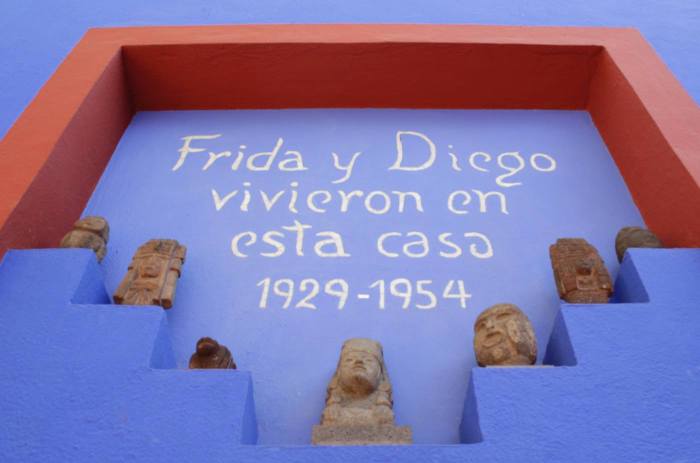 Frida y Diego
vivieron en
esta casa
1929-1954